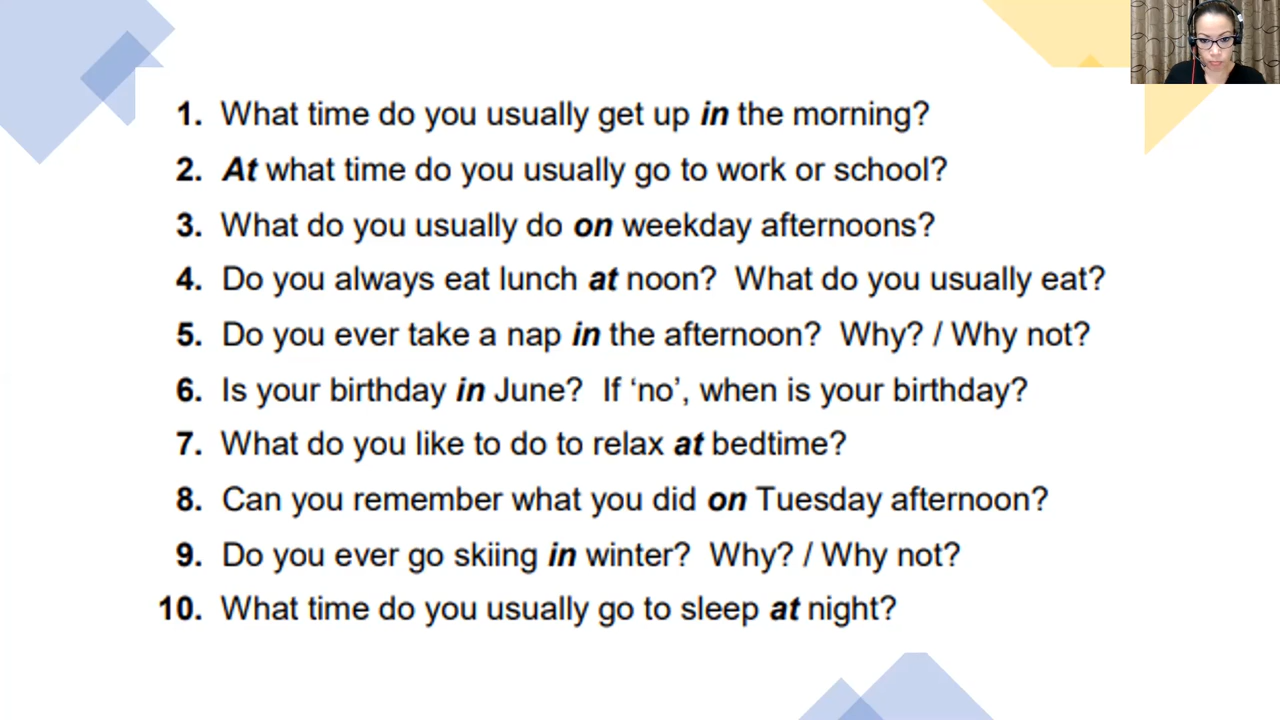 1. What time do you usually get up in the morning?
2. At what time do you usually go to work or school?
3. What do you usually do on weekday afternoons?
4. Do you always eat lunch at noon? What do you usually eat?
5. Do you ever take a nap in the afternoon? Why? / Why not?
6. Is your birthday in June? If ‘no’, when is your birthday?
7. What do you like to do to relax at bedtime?
8. Can you remember what you did on Tuesday afternoon?
9. Do you ever go skiing in winter? Why? / Why not?
10. What time do you usually go to sleep at night?